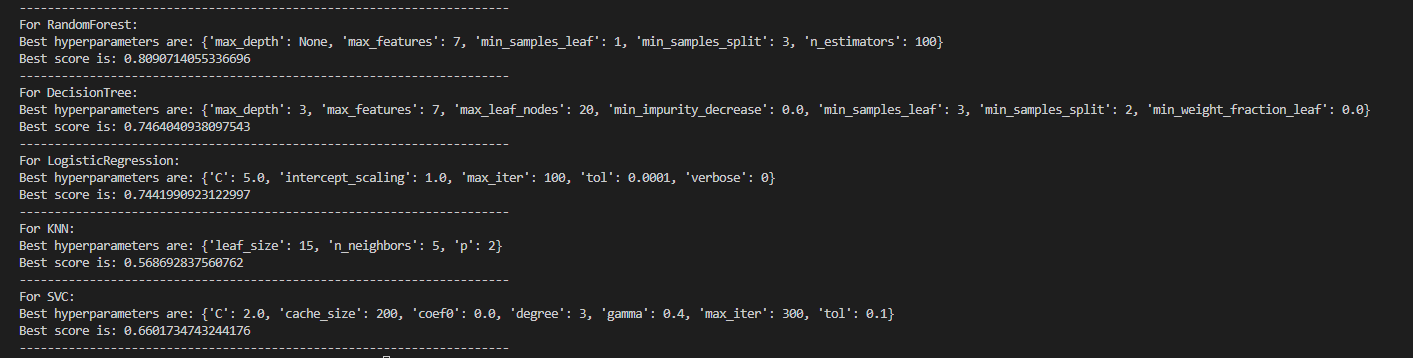 ----------------------------------------------------------------------
For RandomForest:
Best hyperparameters are: {'max_depth': None, 'max_features': 7, 'min_samples_leaf': 1, 'min_samples_split': 3, 'n_estimators': 100}
Best score is: 0.8090714055336696
----------------------------------------------------------------------
For DecisionTree:
Best hyperparameters are: {'max_depth': 3, 'max_features': 7, 'max_leaf_nodes': 20, 'min_impurity_decrease': 0.0, 'min_samples_leaf': 3, 'min_samples_split': 2, 'min_weight_fraction_leaf': 0.0}
Best score is: 0.7464040938097543
----------------------------------------------------------------------
For LogisticRegression:
Best hyperparameters are: {'C': 5.0, 'intercept_scaling': 1.0, 'max_iter': 100, 'tol': 0.0001, 'verbose': 0}
Best score is: 0.7441990923122997
----------------------------------------------------------------------
For KNN:
Best hyperparameters are: {'leaf_size': 15, 'n_neighbors': 5, 'p': 2}
Best score is: 0.568692837560762
----------------------------------------------------------------------
For SVC:
Best hyperparameters are: {'C': 2.0, 'cache_size': 200, 'coef0': 0.0, 'degree': 3, 'gamma': 0.4, 'max_iter': 300, 'tol': 0.1}
Best score is: 0.6601734743244176
----------------------------------------------------------------------